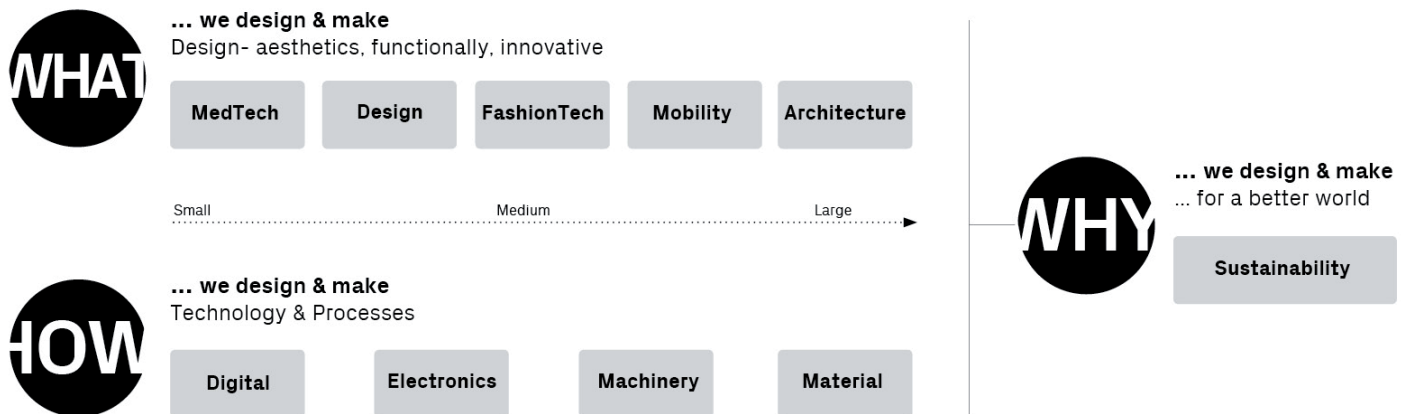 WHAT
... we design & make
Design- aesthetics, functionally, innovative
MedTech
Design
FashionTech
Mobility
Architecture
Small
Medium
Large
HOW
... we design & make
Technology & Processes
Digital
Electronics
Machinery
Material
WHY
... we design & make
... for a better world
Sustainability